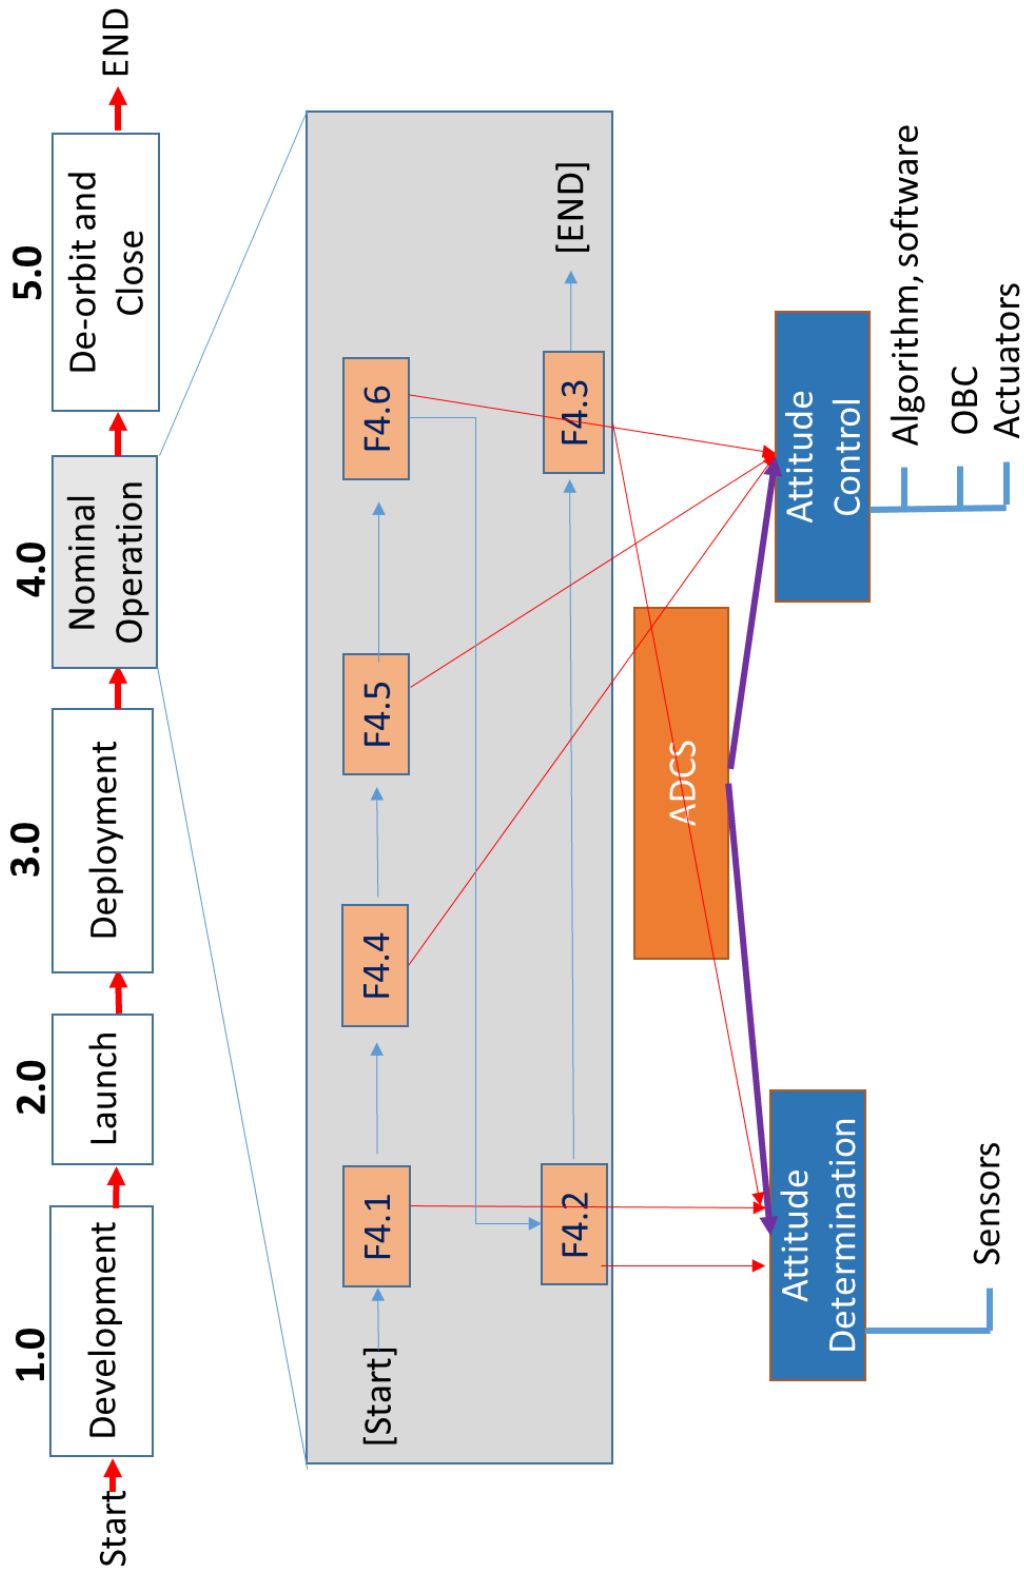 1.0
2.0
3.0
4.0
5.0
Start
Development
Launch
Deployment
Nominal
Operation
De-orbit and
Close
END
[Start]
F4.1
F4.4
F4.5
F4.6
F4.2
F4.3
[END]
ADCS
Attitude
Determination
Attitude
Control
Sensors
Algorithm, software
OBC
Actuators